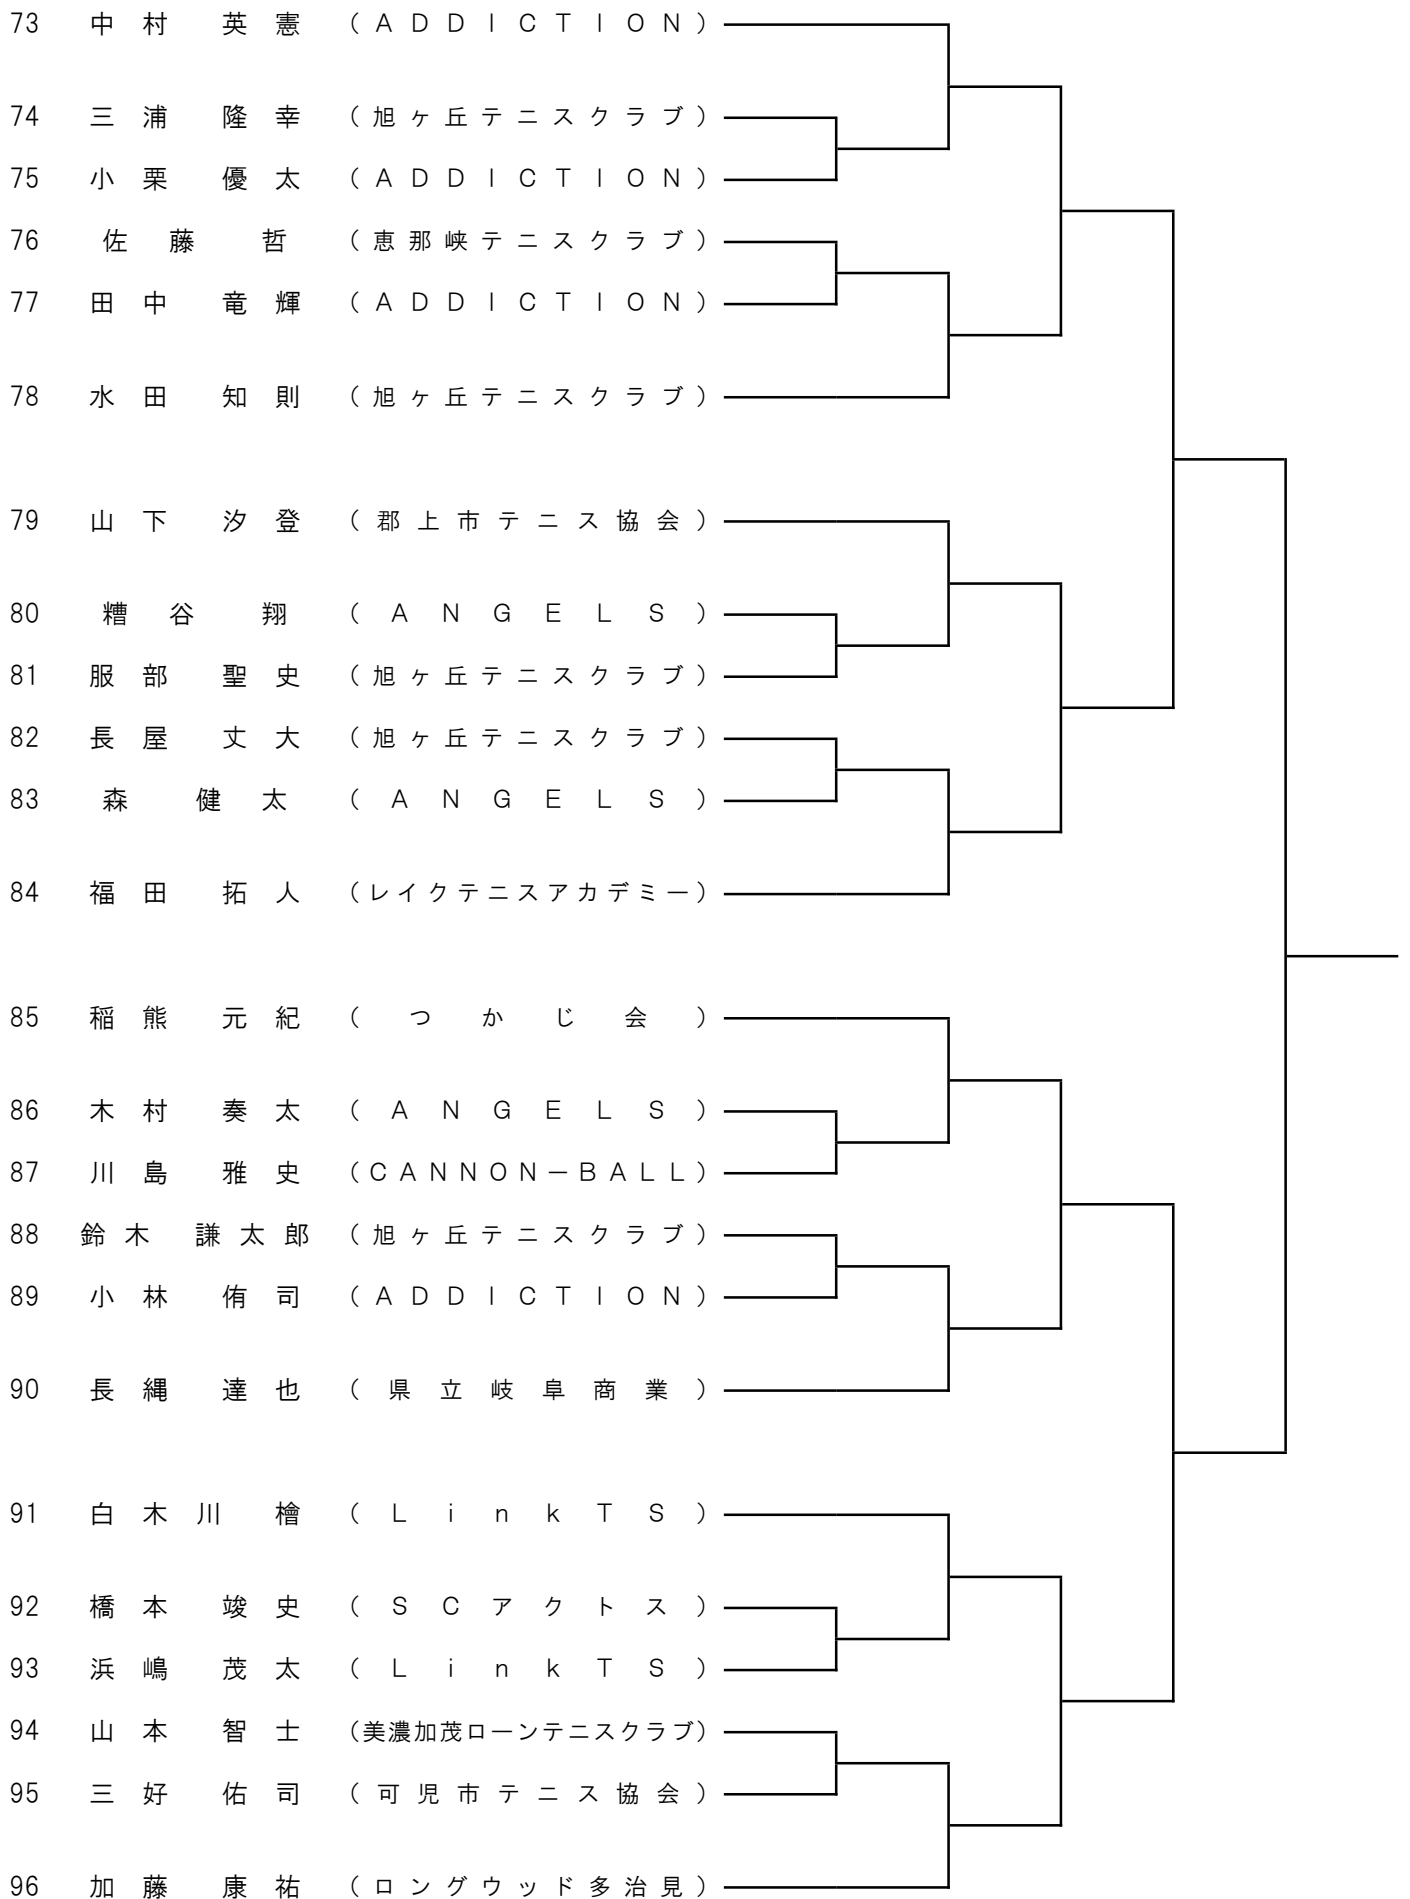 73 中村 英憲 (ADDICTION)
74 三浦 隆幸 (旭ヶ丘テニスクラブ)
75 小栗 優太 (ADDICTION)
76 佐藤 哲 (恵那峡テニスクラブ)
77 田中 竜輝 (ADDICTION)
78 水田 知則 (旭ヶ丘テニスクラブ)
79 山下 汐登 (郡上市テニス協会)
80 糟谷 翔 (ANGELS)
81 服部 聖史 (旭ヶ丘テニスクラブ)
82 長屋 丈大 (旭ヶ丘テニスクラブ)
83 森 健太 (ANGELS)
84 福田 拓人 (レイクテニスアカデミー)
85 稲熊 元紀 (つかじ会)
86 木村 奏太 (ANGELS)
87 川島 雅史 (CANNON-BALL)
88 鈴木 謙太郎 (旭ヶ丘テニスクラブ)
89 小林 侑司 (ADDICTION)
90 長縄 達也 (県立岐阜商業)
91 白木川 檜 (LinkTS)
92 橋本 竣史 (SCアクトス)
93 浜嶋 茂太 (LinkTS)
94 山本 智士 (美濃加茂ローンテニスクラブ)
95 三好 佑司 (可児市テニス協会)
96 加藤 康祐 (ロングウッド多治見)